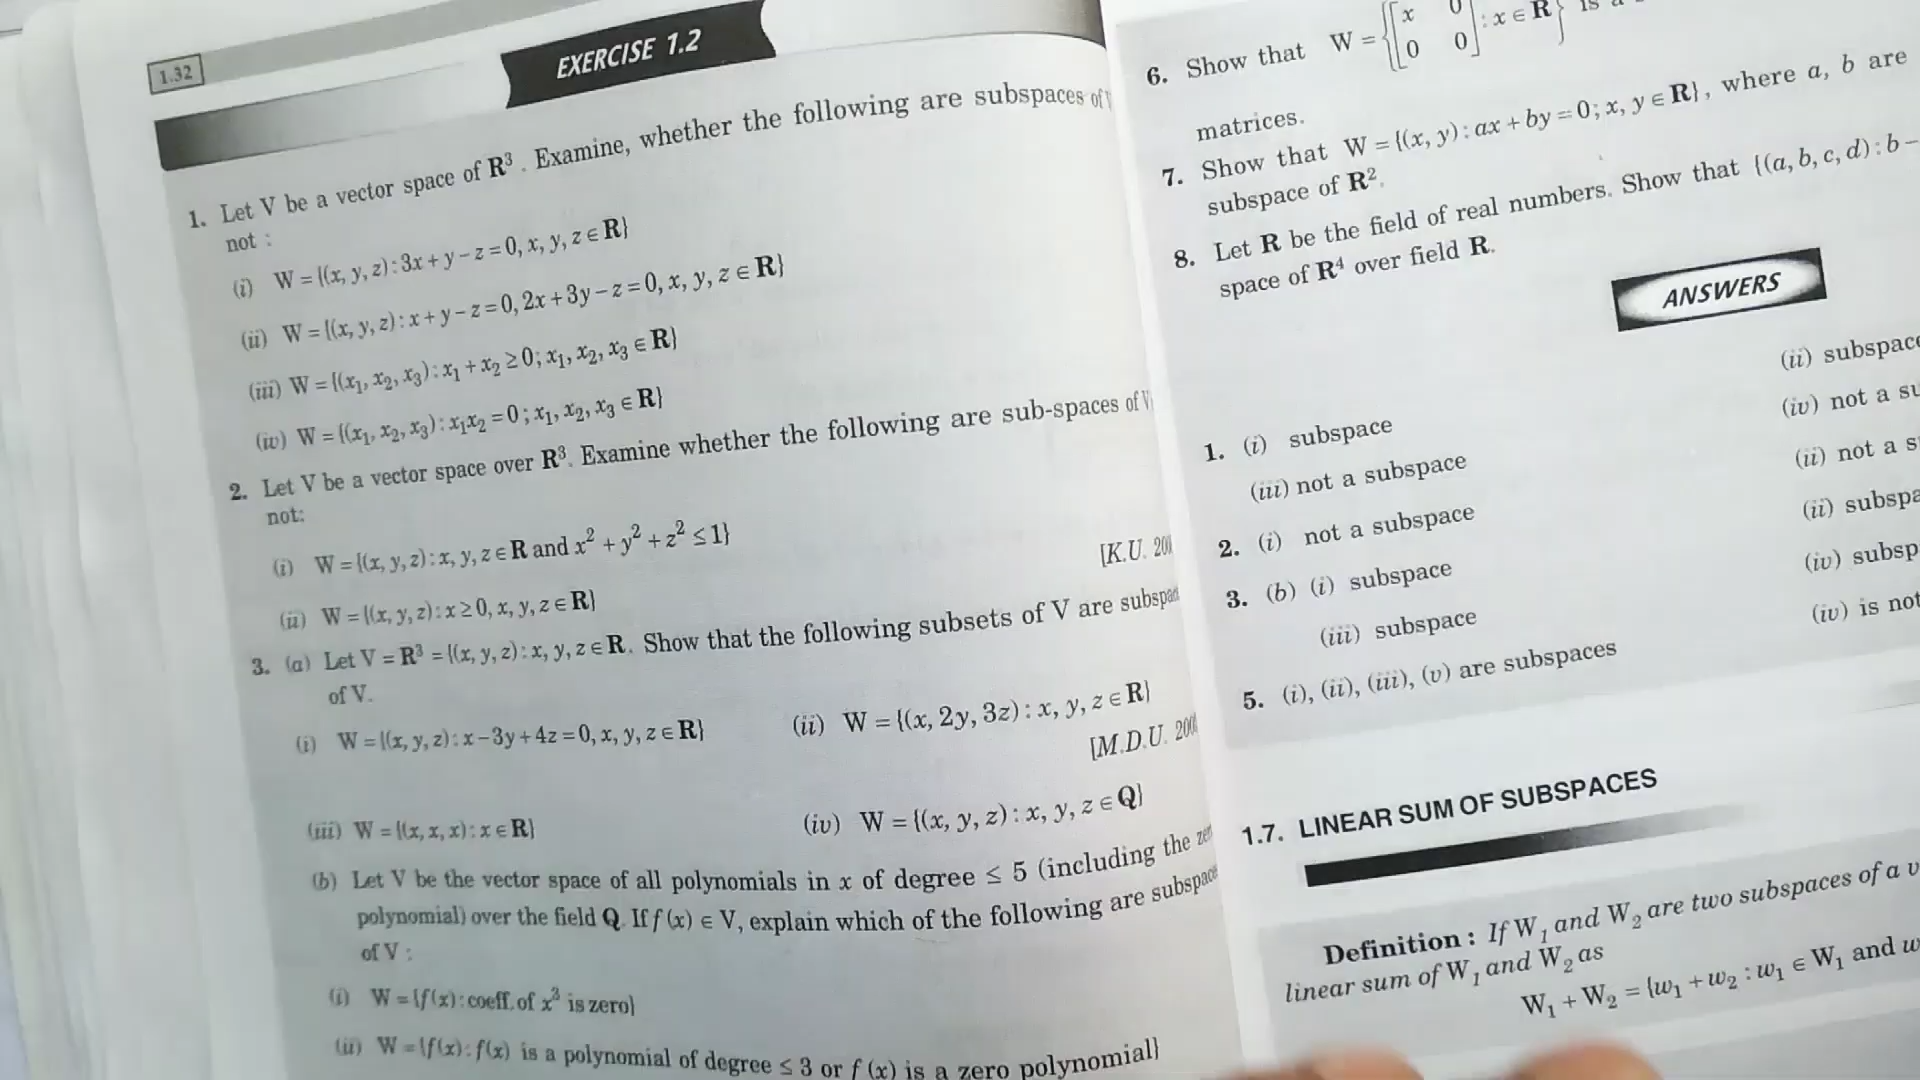 1.32
EXERCISE 1.2
1. Let V be a vector space of R³. Examine, whether the following are subspaces of
not :
(i) W = {(x, y, z) : 3x + y − z = 0, x, y, z ∈ R}
(ii) W = {(x, y, z) : x + y − z = 0, 2x + 3y − z = 0, x, y, z ∈ R}
(iii) W = {(x₁, x₂, x₃) : x₁ + x₂ ≥ 0; x₁, x₂, x₃ ∈ R}
(iv) W = {(x₁, x₂, x₃) : x₁x₂ = 0; x₁, x₂, x₃ ∈ R}
2. Let V be a vector space over R³. Examine whether the following are sub-spaces of V
not:
(i) W = {(x, y, z) : x, y, z ∈ R and x² + y² + z² ≤ 1}
[K.U.
(ii) W = {(x, y, z) : x ≥ 0, x, y, z ∈ R}
3. (a) Let V = R³ = {(x, y, z) : x, y, z ∈ R. Show that the following subsets of V are
of V.
(i) W = {(x, y, z) : x − 3y + 4z = 0, x, y, z ∈ R} (ii) W = {(x, 2y, 3z) : x, y, z ∈ R}
[M.D.U.
(iii) W = {(x, x, x) : x ∈ R} (iv) W = {(x, y, z) : x, y, z ∈ Q}
(b) Let V be the vector space of all polynomials in x of degree ≤ 5 (including the
polynomial) over the field Q. If f (x) ∈ V, explain which of the following are
of V :
(i) W = {f(x) : coeff. of x³ is zero}
(ii) W = {f(x) : f(x) is a polynomial of degree ≤ 3 or f (x) is a zero polynomial}
6. Show that W = {[x 0
0 0] : x ∈ R} is
matrices.
7. Show that W = {(x, y) : ax + by = 0; x, y ∈ R}, where a, b are
subspace of R².
8. Let R be the field of real numbers. Show that {(a, b, c, d) : b −
space of R⁴ over field R.
ANSWERS
1. (i) subspace (ii)
(iii) not a subspace (iv) not a
2. (i) not a subspace (ii) not a
3. (b) (i) subspace (ii)
(iii) subspace (iv)
5. (i), (ii), (iii), (v) are subspaces (iv) is not
1.7. LINEAR SUM OF SUBSPACES
Definition : If W₁ and W₂ are two subspaces of a
linear sum of W₁ and W₂ as
W₁ + W₂ = {w₁ + w₂ : w₁ ∈ W₁ and